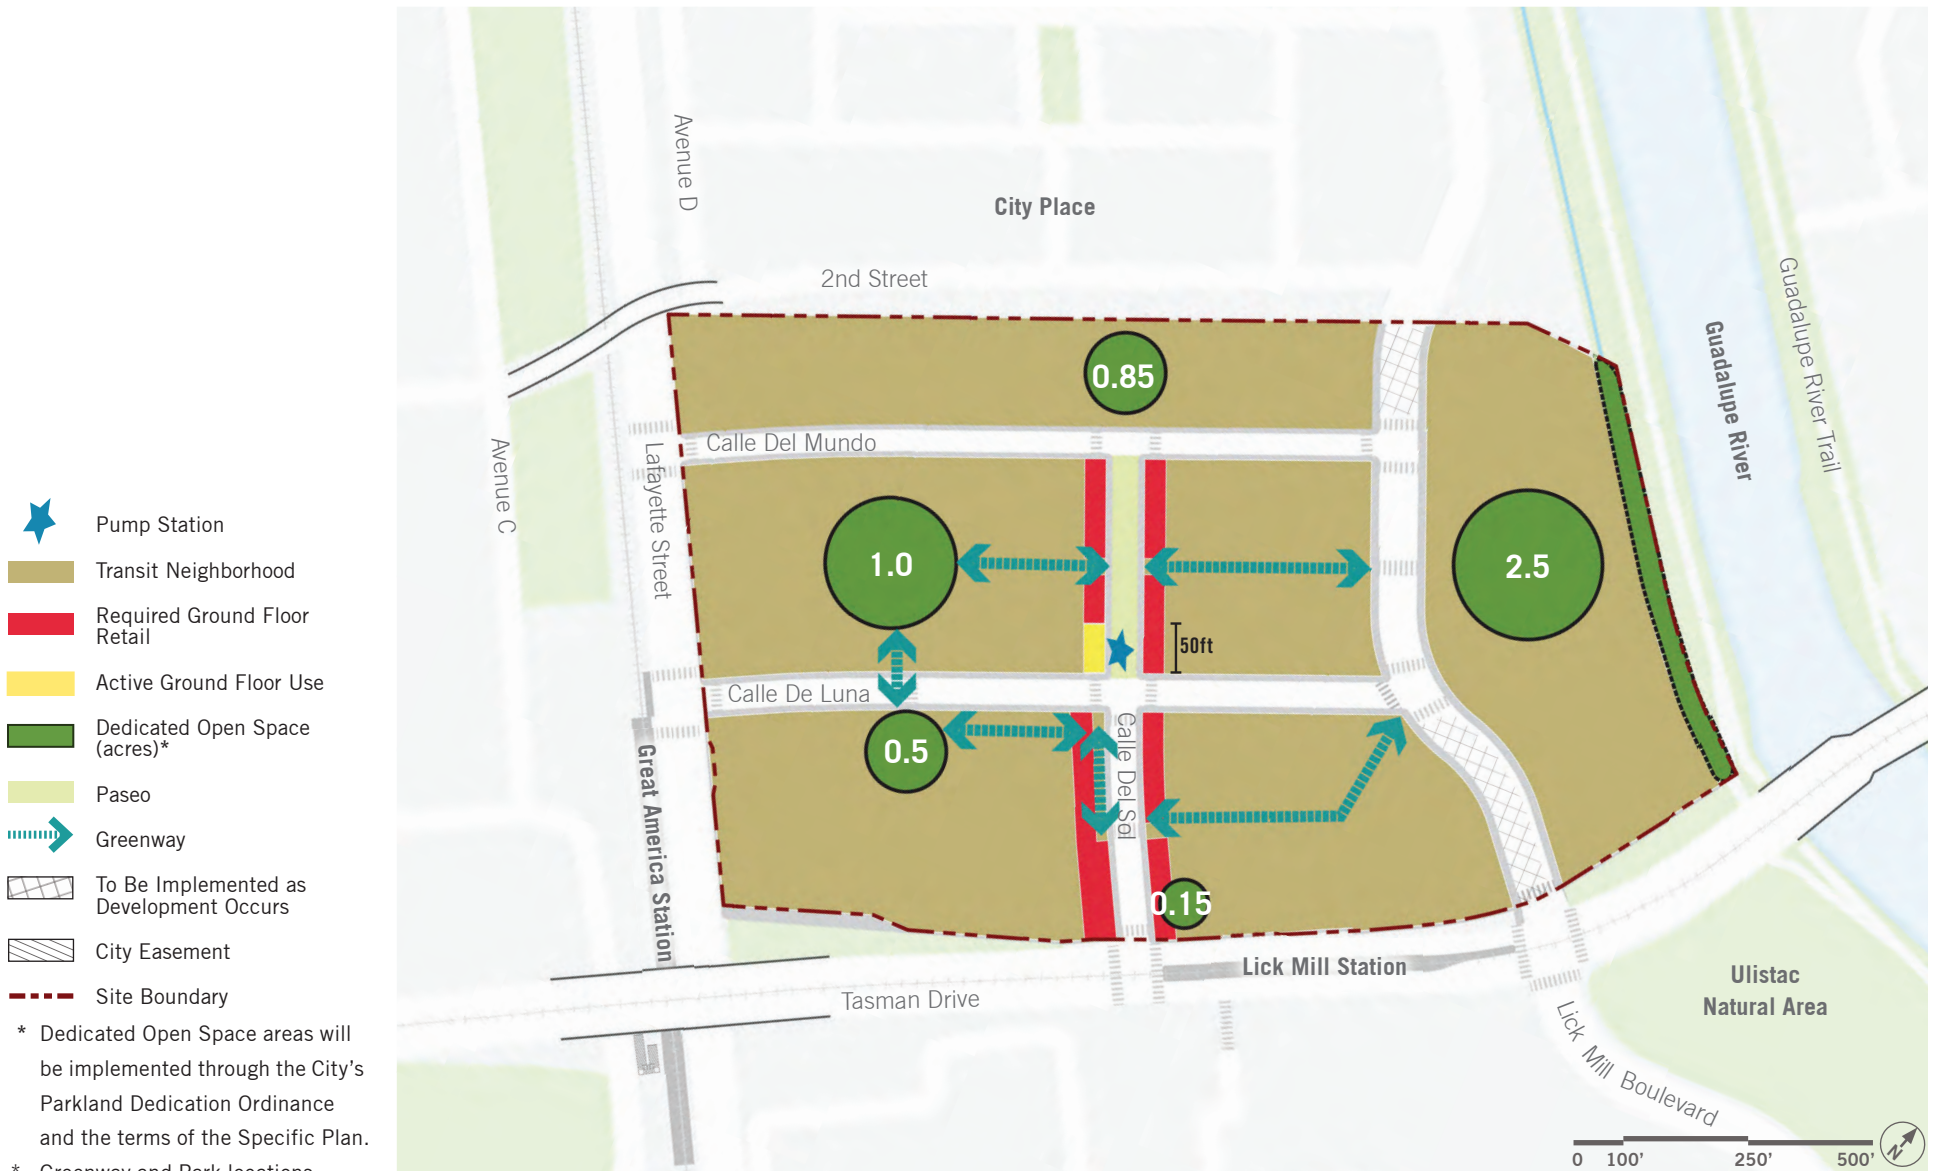 Pump Station
Transit Neighborhood
Required Ground Floor
Retail
Active Ground Floor Use
Dedicated Open Space
(acres)*
Paseo
Greenway
To Be Implemented as
Development Occurs
City Easement
Site Boundary
* Dedicated Open Space areas will
be implemented through the City's
Parkland Dedication Ordinance
and the terms of the Specific Plan.
* Greenway and Park locations
Avenue D
City Place
2nd Street
Guadalupe River
Guadalupe River Trail
0.85
Calle Del Mundo
Avenue C
Lafayette Street
1.0
2.5
50ft
Calle De Luna
0.5
Calle Del Sol
Great America Station
0.15
Lick Mill Station
Tasman Drive
Ulistac
Natural Area
Lick Mill Boulevard
0 100' 250' 500'
N